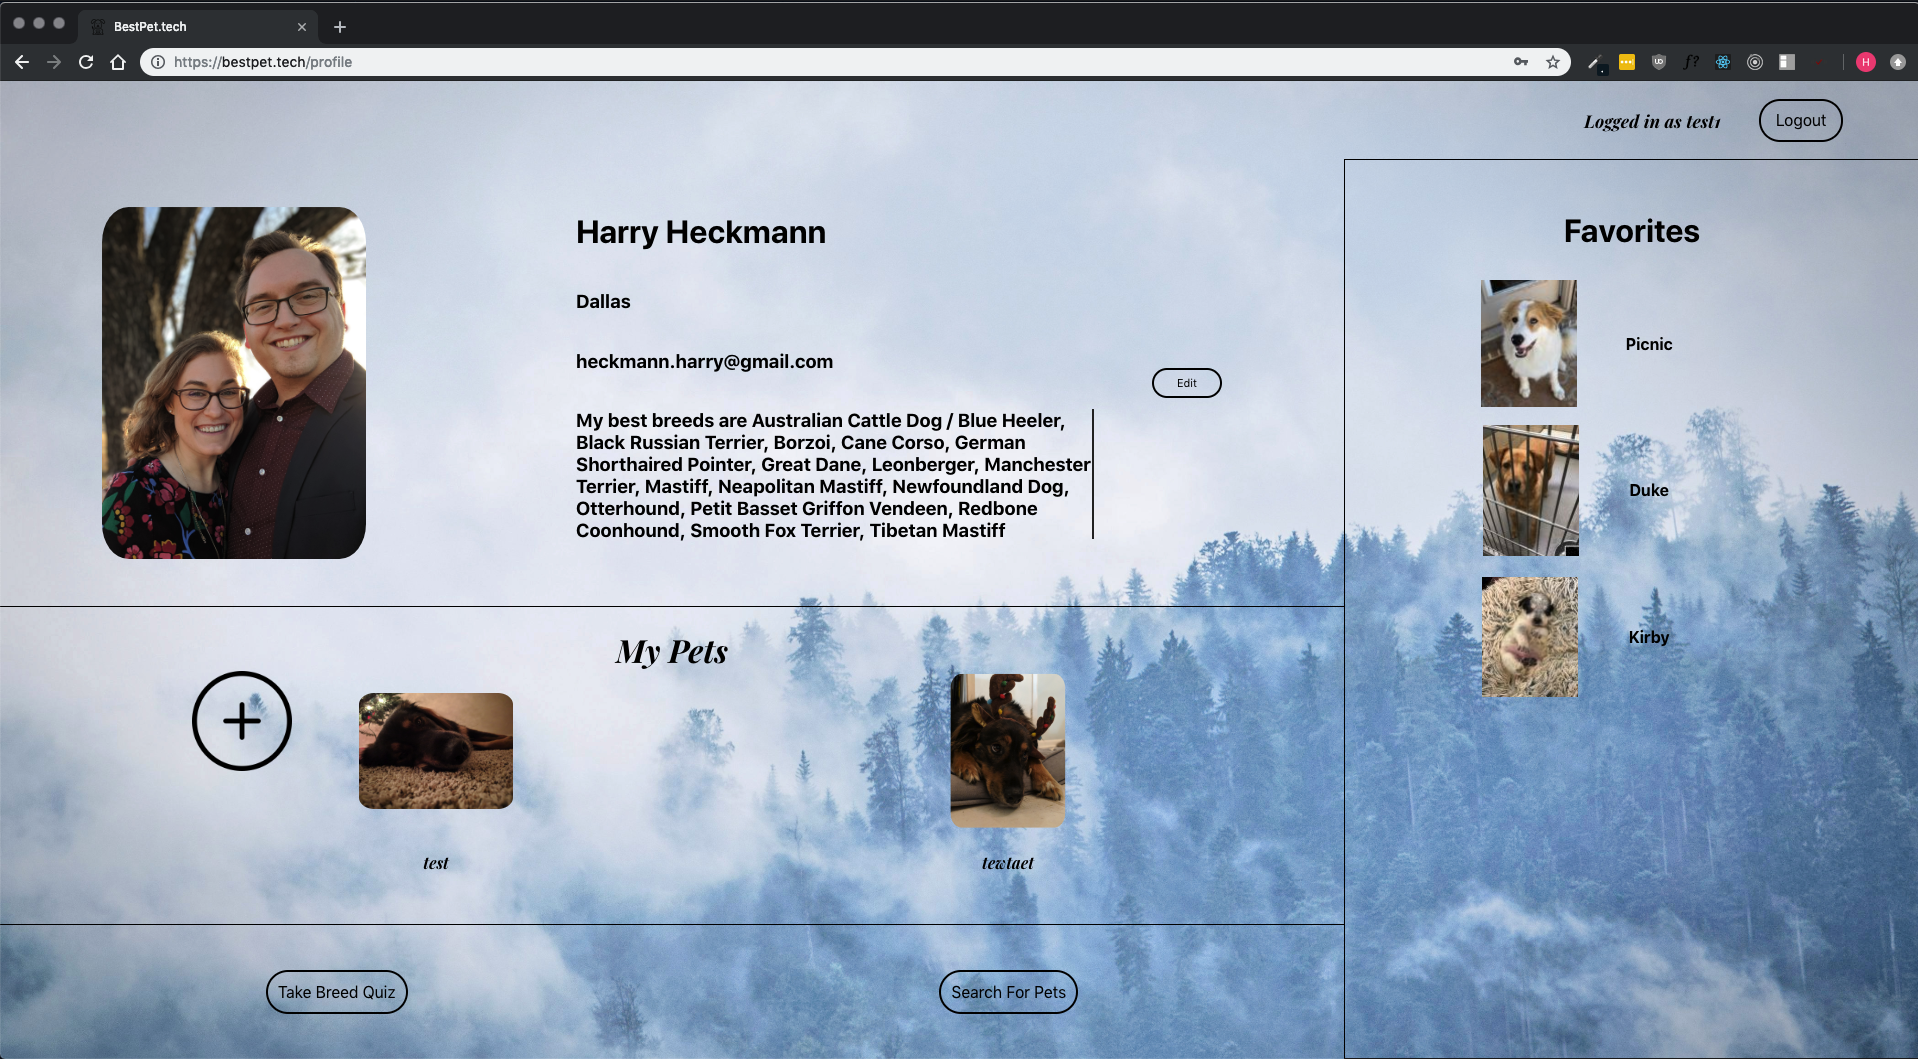 BestPet.tech
https://bestpet.tech/profile
f?
H
Logged in as test1
Logout
Harry Heckmann
Dallas
heckmann.harry@gmail.com
Edit
My best breeds are Australian Cattle Dog / Blue Heeler,
Black Russian Terrier, Borzoi, Cane Corso, German
Shorthaired Pointer, Great Dane, Leonberger, Manchester
Terrier, Mastiff, Neapolitan Mastiff, Newfoundland Dog,
Otterhound, Petit Basset Griffon Vendeen, Redbone
Coonhound, Smooth Fox Terrier, Tibetan Mastiff
Favorites
Picnic
Duke
Kirby
My Pets
test
tewtaet
Take Breed Quiz
Search For Pets